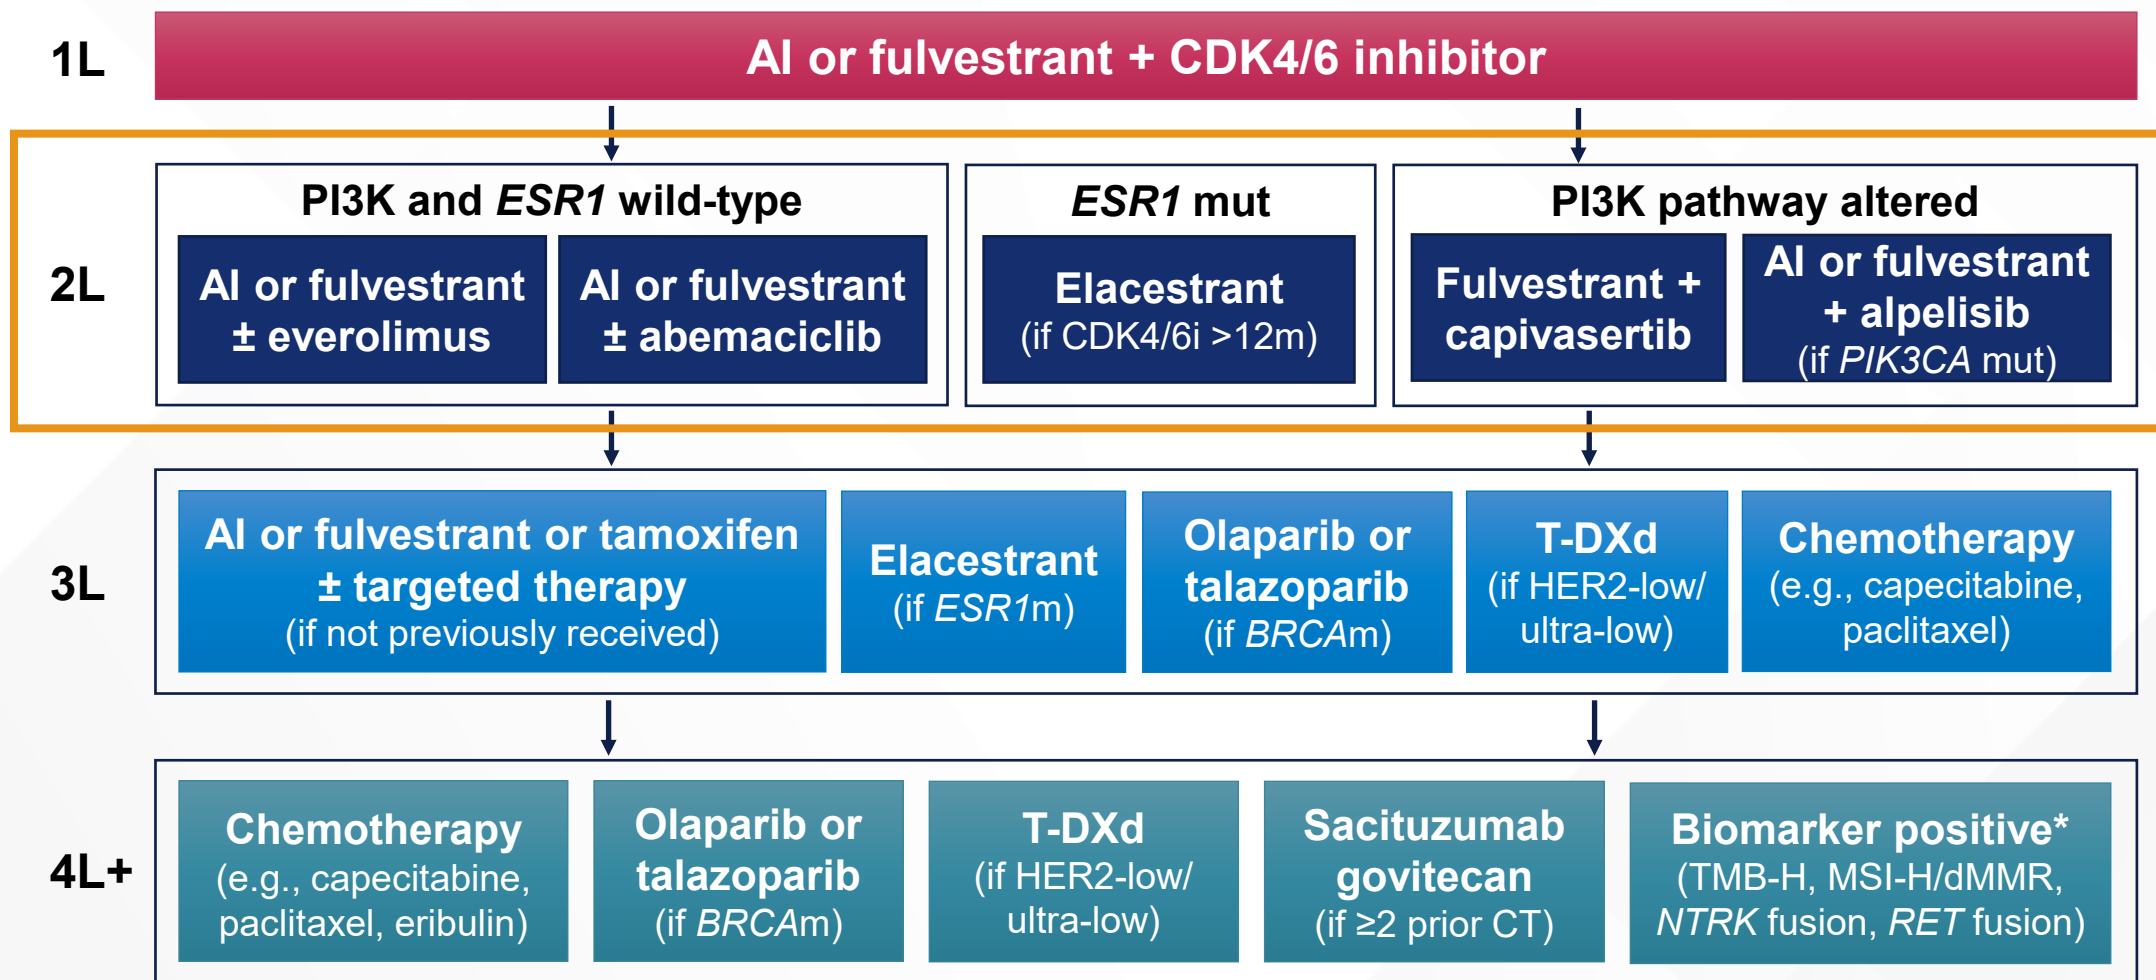 1L
AI or fulvestrant + CDK4/6 inhibitor
2L
PI3K and ESR1 wild-type
AI or fulvestrant
± everolimus
AI or fulvestrant
± abemaciclib
ESR1 mut
Elacestrant
(if CDK4/6i >12m)
PI3K pathway altered
Fulvestrant +
capivasertib
AI or fulvestrant
+ alpelisib
(if PIK3CA mut)
3L
AI or fulvestrant or tamoxifen
± targeted therapy
(if not previously received)
Elacestrant
(if ESR1m)
Olaparib or
talazoparib
(if BRCAm)
T-DXd
(if HER2-low/
ultra-low)
Chemotherapy
(e.g., capecitabine,
paclitaxel)
4L+
Chemotherapy
(e.g., capecitabine,
paclitaxel, eribulin)
Olaparib or
talazoparib
(if BRCAm)
T-DXd
(if HER2-low/
ultra-low)
Sacituzumab
govitecan
(if ≥2 prior CT)
Biomarker positive*
(TMB-H, MSI-H/dMMR,
NTRK fusion, RET fusion)